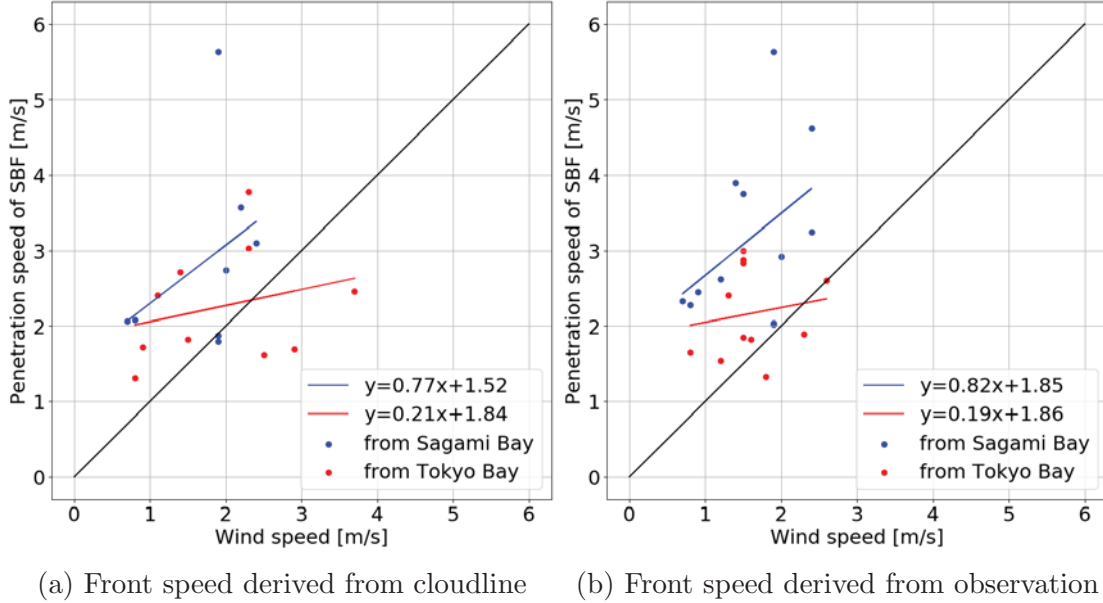 6
5
4
3
2
1
0
Penetration speed of SBF [m/s]
y=0.77x+1.52
y=0.21x+1.84
from Sagami Bay
from Tokyo Bay
0 1 2 3 4 5 6
Wind speed [m/s]
(a) Front speed derived from cloudline
6
5
4
3
2
1
0
Penetration speed of SBF [m/s]
y=0.82x+1.85
y=0.19x+1.86
from Sagami Bay
from Tokyo Bay
0 1 2 3 4 5 6
Wind speed [m/s]
(b) Front speed derived from observation